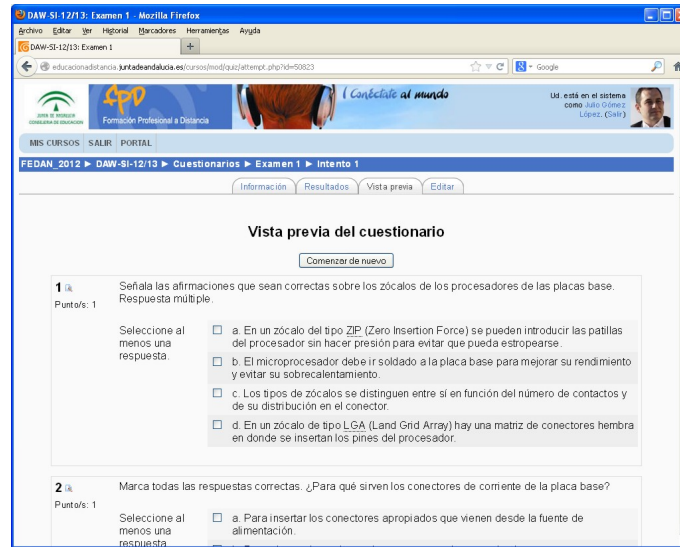 DAW-SI-12/13: Examen 1 - Mozilla Firefox
Archivo Editar Ver Historial Marcadores Herramientas Ayuda
DAW-SI-12/13: Examen 1
educacionadistancia.juntadeandalucia.es/cursos/mod/quiz/attempt.php?id=50823
Google
JUNTA DE ANDALUCIA
CONSEJERIA DE EDUCACION
fpD
Formación Profesional a Distancia
Conéctate al mundo
Ud. está en el sistema
como Julio Gómez
López. (Salir)
MIS CURSOS SALIR PORTAL
FEDAN_2012 ► DAW-SI-12/13 ► Cuestionarios ► Examen 1 ► Intento 1
Información Resultados Vista previa Editar
Vista previa del cuestionario
Comenzar de nuevo
1
Punto/s: 1
Señala las afirmaciones que sean correctas sobre los zócalos de los procesadores de las placas base.
Respuesta múltiple.
Seleccione al
menos una
respuesta.
a. En un zócalo del tipo ZIP (Zero Insertion Force) se pueden introducir las patillas
del procesador sin hacer presión para evitar que pueda estropearse.
b. El microprocesador debe ir soldado a la placa base para mejorar su rendimiento
y evitar su sobrecalentamiento.
c. Los tipos de zócalos se distinguen entre sí en función del número de contactos y
de su distribución en el conector.
d. En un zócalo de tipo LGA (Land Grid Array) hay una matriz de conectores hembra
en donde se insertan los pines del procesador.
2
Punto/s: 1
Marca todas las respuestas correctas. ¿Para qué sirven los conectores de corriente de la placa base?
Seleccione al
menos una
respuesta.
a. Para insertar los conectores apropiados que vienen desde la fuente de
alimentación.